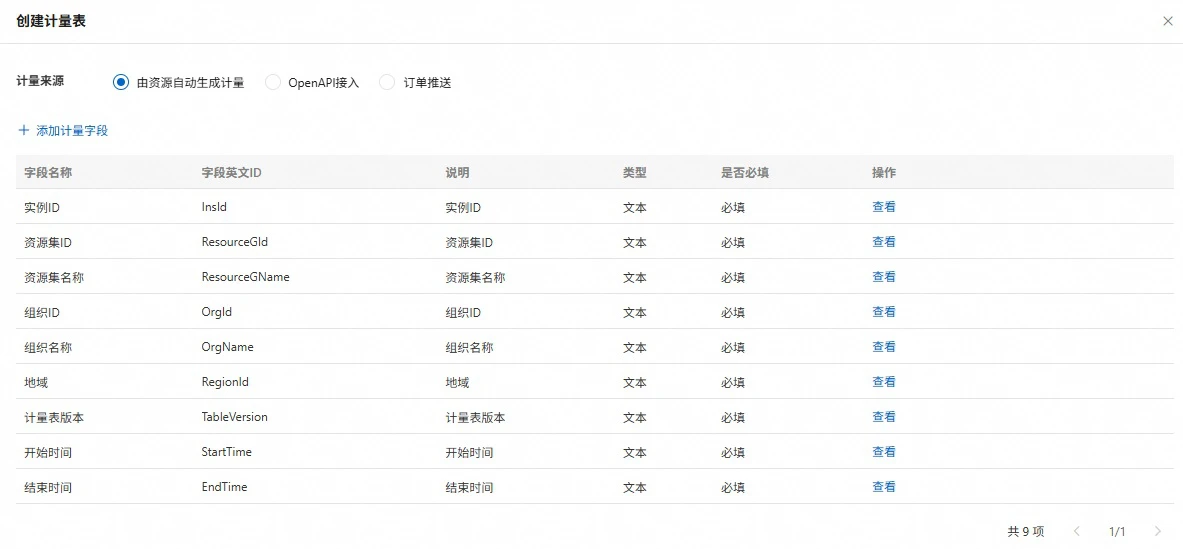 创建计量表
计量来源 由资源自动生成计量 OpenAPI接入 订单推送
添加计量字段
字段名称 字段英文ID 说明 类型 是否必填 操作
实例ID InsId 实例ID 文本 必填 查看
资源集ID ResourceGId 资源集ID 文本 必填 查看
资源集名称 ResourceGName 资源集名称 文本 必填 查看
组织ID OrgId 组织ID 文本 必填 查看
组织名称 OrgName 组织名称 文本 必填 查看
地域 RegionId 地域 文本 必填 查看
计量表版本 TableVersion 计量表版本 文本 必填 查看
开始时间 StartTime 开始时间 文本 必填 查看
结束时间 EndTime 结束时间 文本 必填 查看
共 9 项 1/1